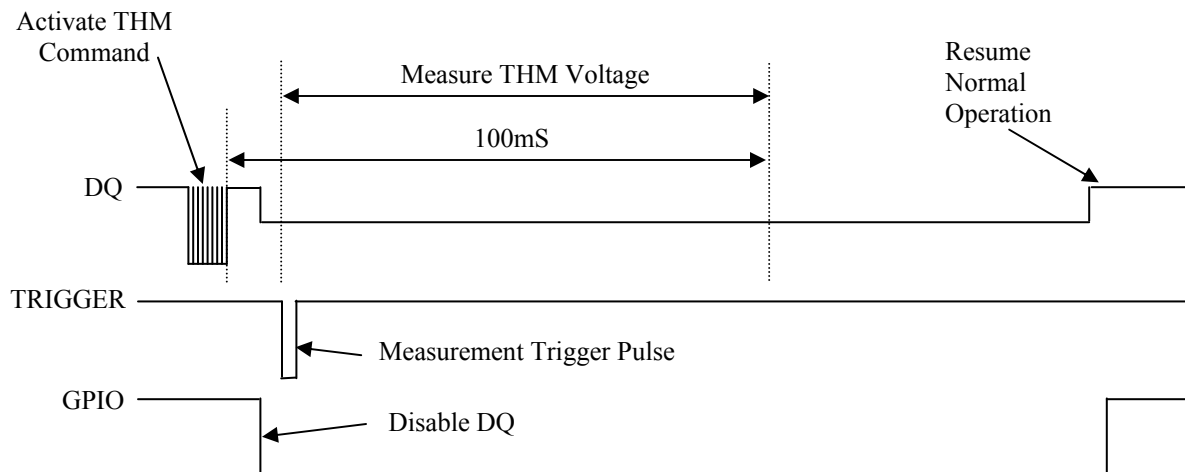 Activate THM
Command
Measure THM Voltage
Resume
Normal
Operation
100mS
DQ
TRIGGER
Measurement Trigger Pulse
GPIO
Disable DQ